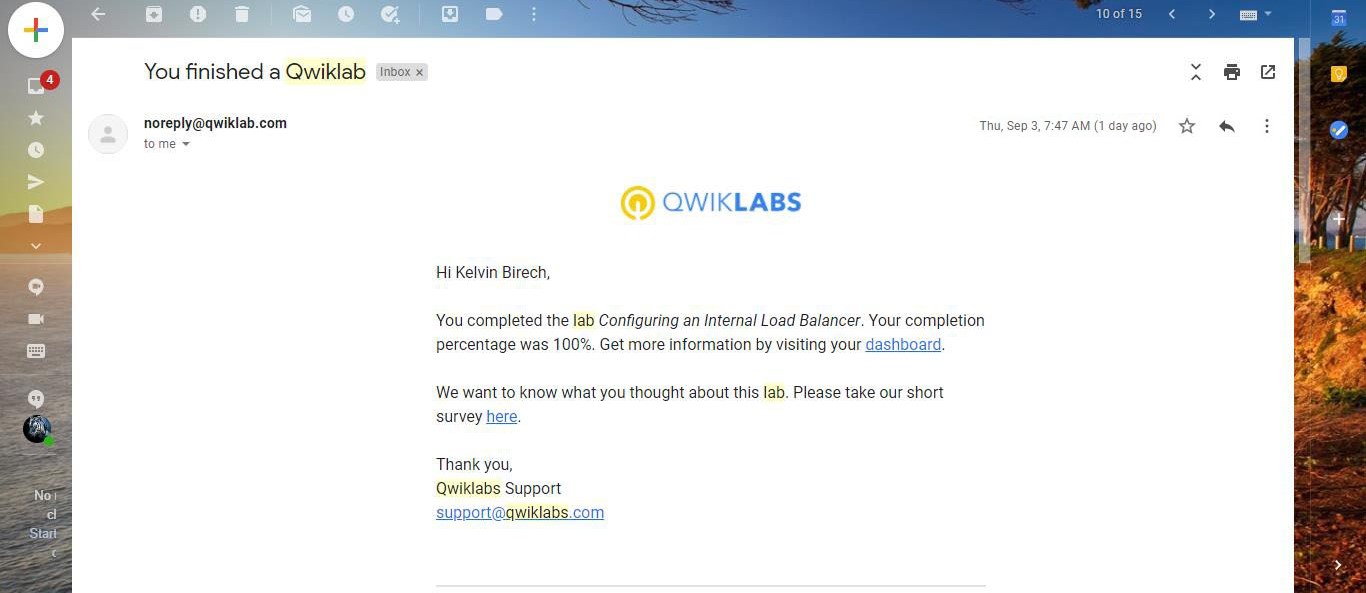 10 of 15
31
You finished a Qwiklab Inbox ×
4
noreply@qwiklab.com
Thu, Sep 3, 7:47 AM (1 day ago)
to me
QWIKLABS
Hi Kelvin Birech,
You completed the lab Configuring an Internal Load Balancer. Your completion
percentage was 100%. Get more information by visiting your dashboard.
We want to know what you thought about this lab. Please take our short
survey here.
Thank you,
Qwiklabs Support
support@qwiklabs.com
No
Start